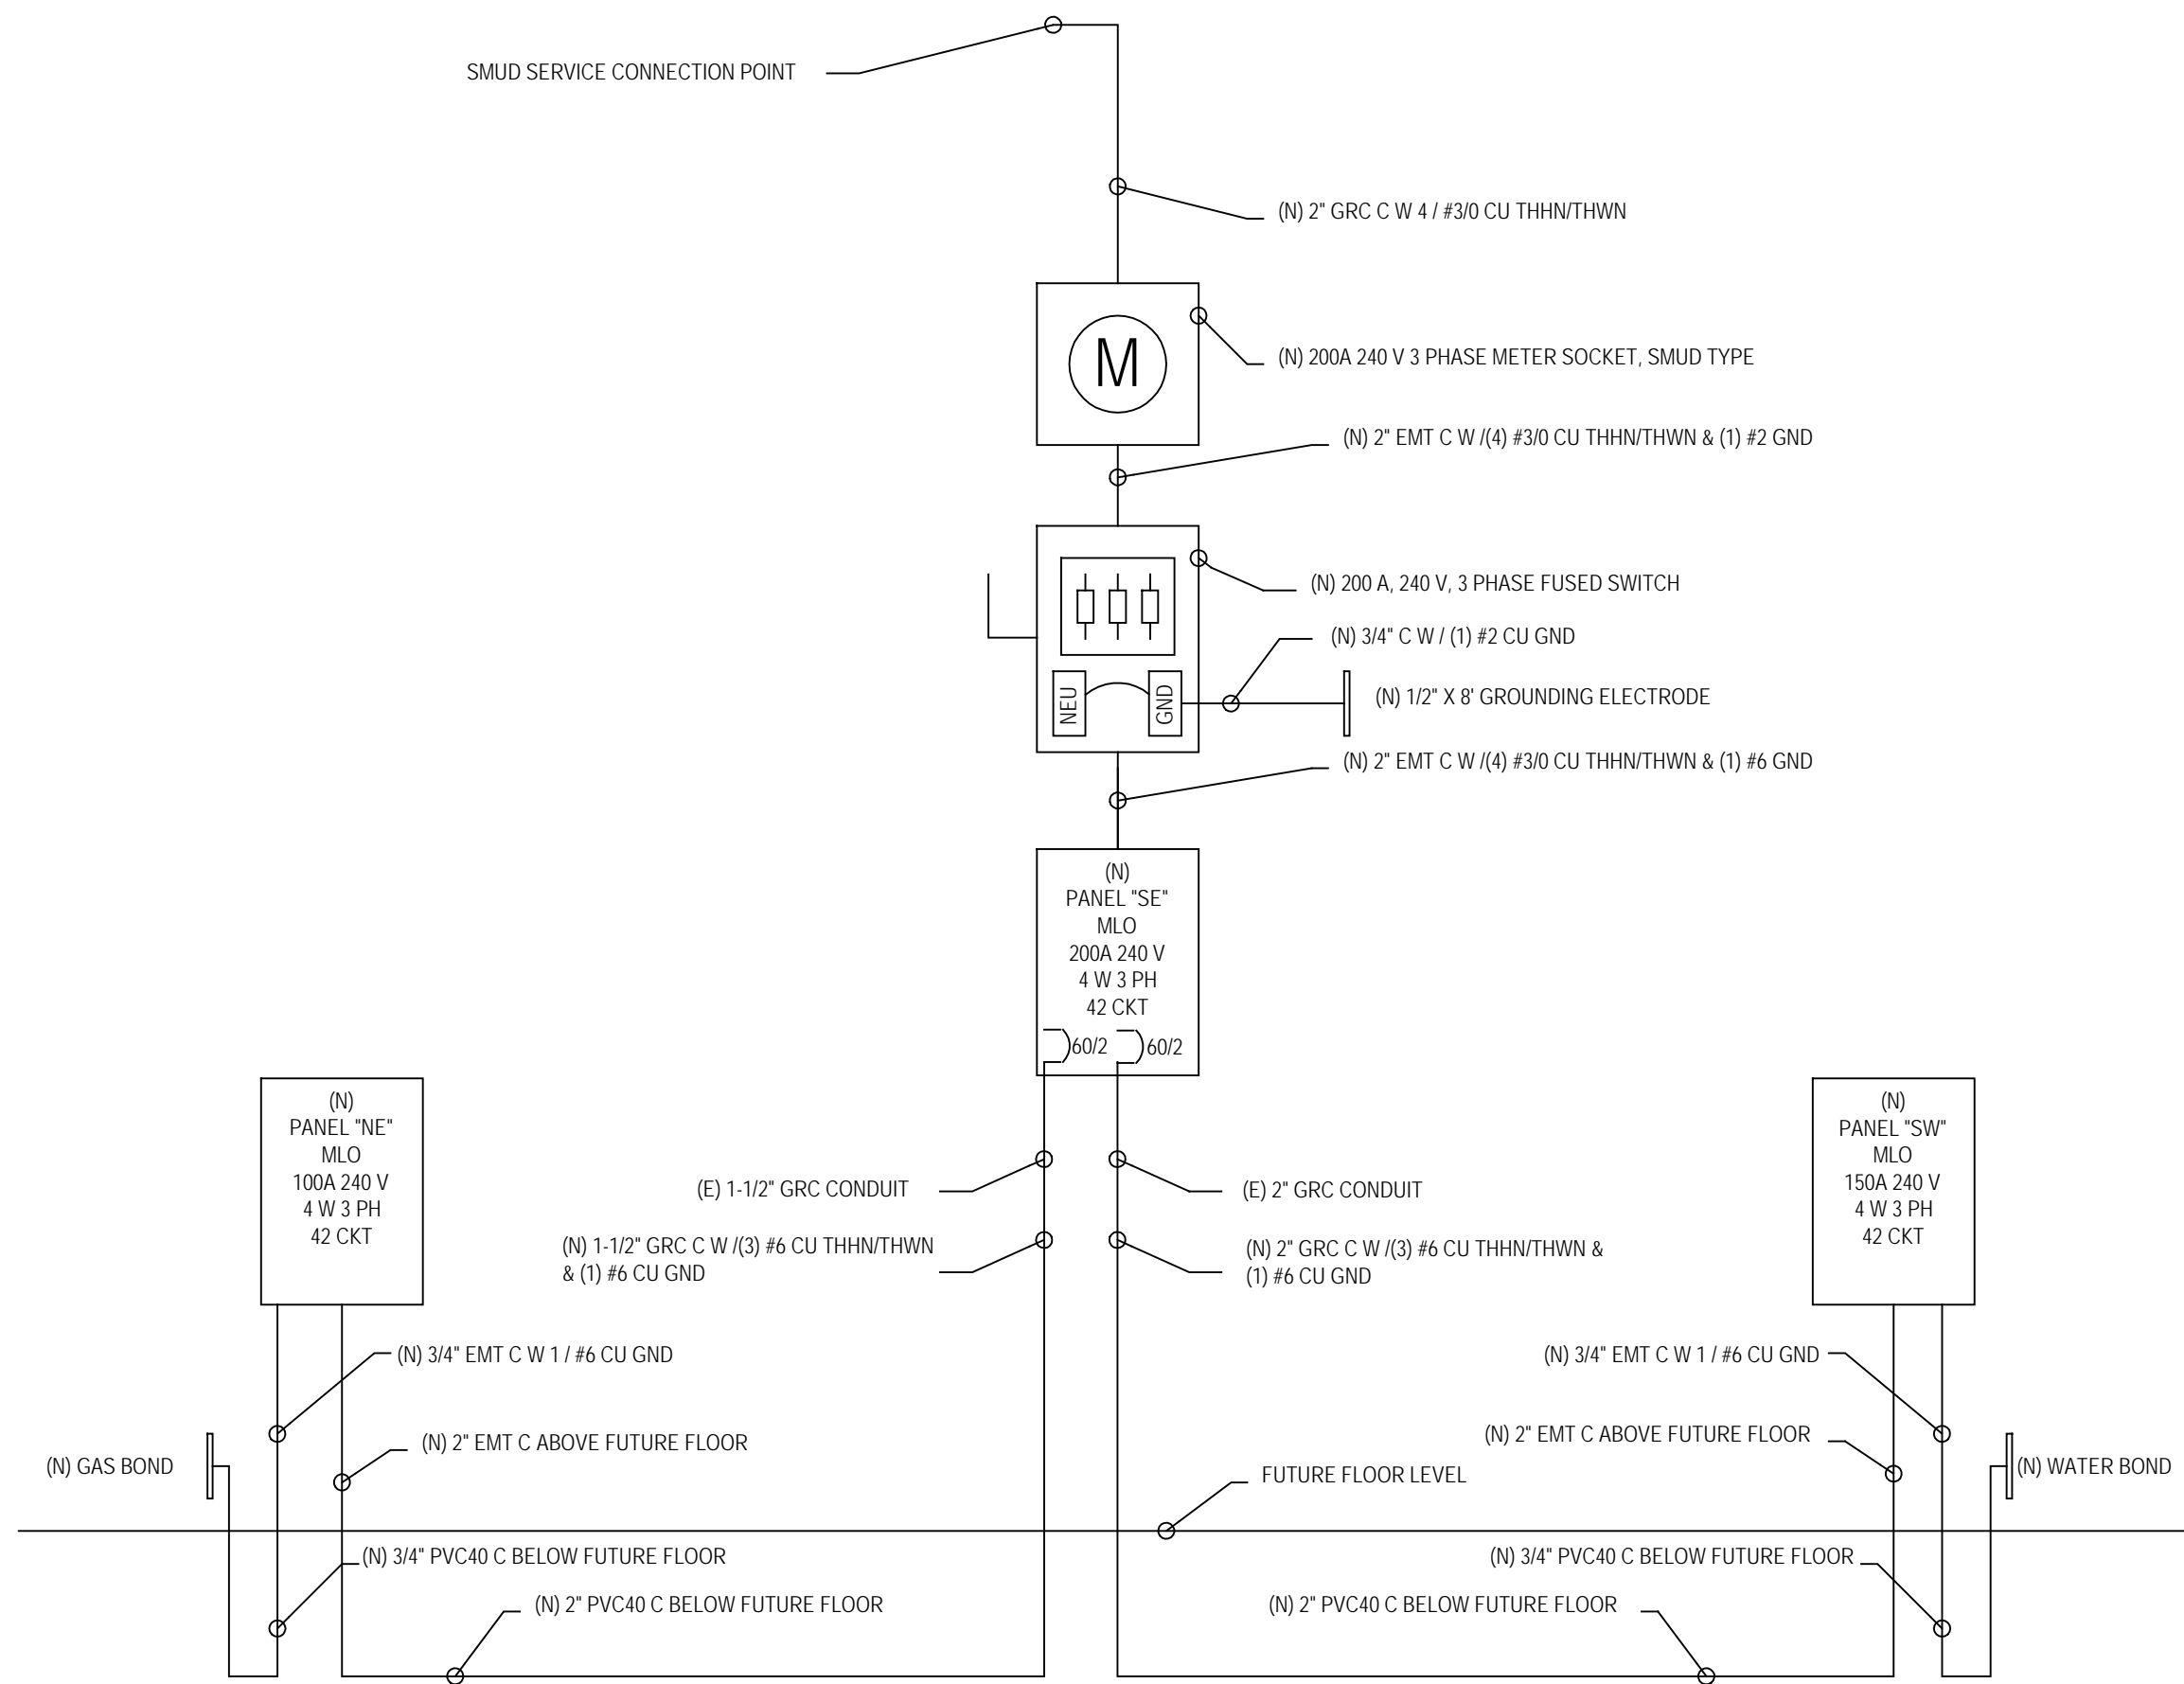 SMUD SERVICE CONNECTION POINT
(N) 2" GRC C W 4 / #3/0 CU THHN/THWN
M
(N) 200A 240 V 3 PHASE METER SOCKET, SMUD TYPE
(N) 2" EMT C W /(4) #3/0 CU THHN/THWN & (1) #2 GND
(N) 200 A, 240 V, 3 PHASE FUSED SWITCH
(N) 3/4" C W / (1) #2 CU GND
NEU
GND
(N) 1/2" X 8' GROUNDING ELECTRODE
(N) 2" EMT C W /(4) #3/0 CU THHN/THWN & (1) #6 GND
(N)
PANEL "SE"
MLO
200A 240 V
4 W 3 PH
42 CKT
60/2
60/2
(N)
PANEL "NE"
MLO
100A 240 V
4 W 3 PH
42 CKT
(N)
PANEL "SW"
MLO
150A 240 V
4 W 3 PH
42 CKT
(E) 1-1/2" GRC CONDUIT
(E) 2" GRC CONDUIT
(N) 1-1/2" GRC C W /(3) #6 CU THHN/THWN
& (1) #6 CU GND
(N) 2" GRC C W /(3) #6 CU THHN/THWN &
(1) #6 CU GND
(N) 3/4" EMT C W 1 / #6 CU GND
(N) 3/4" EMT C W 1 / #6 CU GND
(N) 2" EMT C ABOVE FUTURE FLOOR
(N) 2" EMT C ABOVE FUTURE FLOOR
(N) GAS BOND
FUTURE FLOOR LEVEL
(N) WATER BOND
(N) 3/4" PVC40 C BELOW FUTURE FLOOR
(N) 3/4" PVC40 C BELOW FUTURE FLOOR
(N) 2" PVC40 C BELOW FUTURE FLOOR
(N) 2" PVC40 C BELOW FUTURE FLOOR